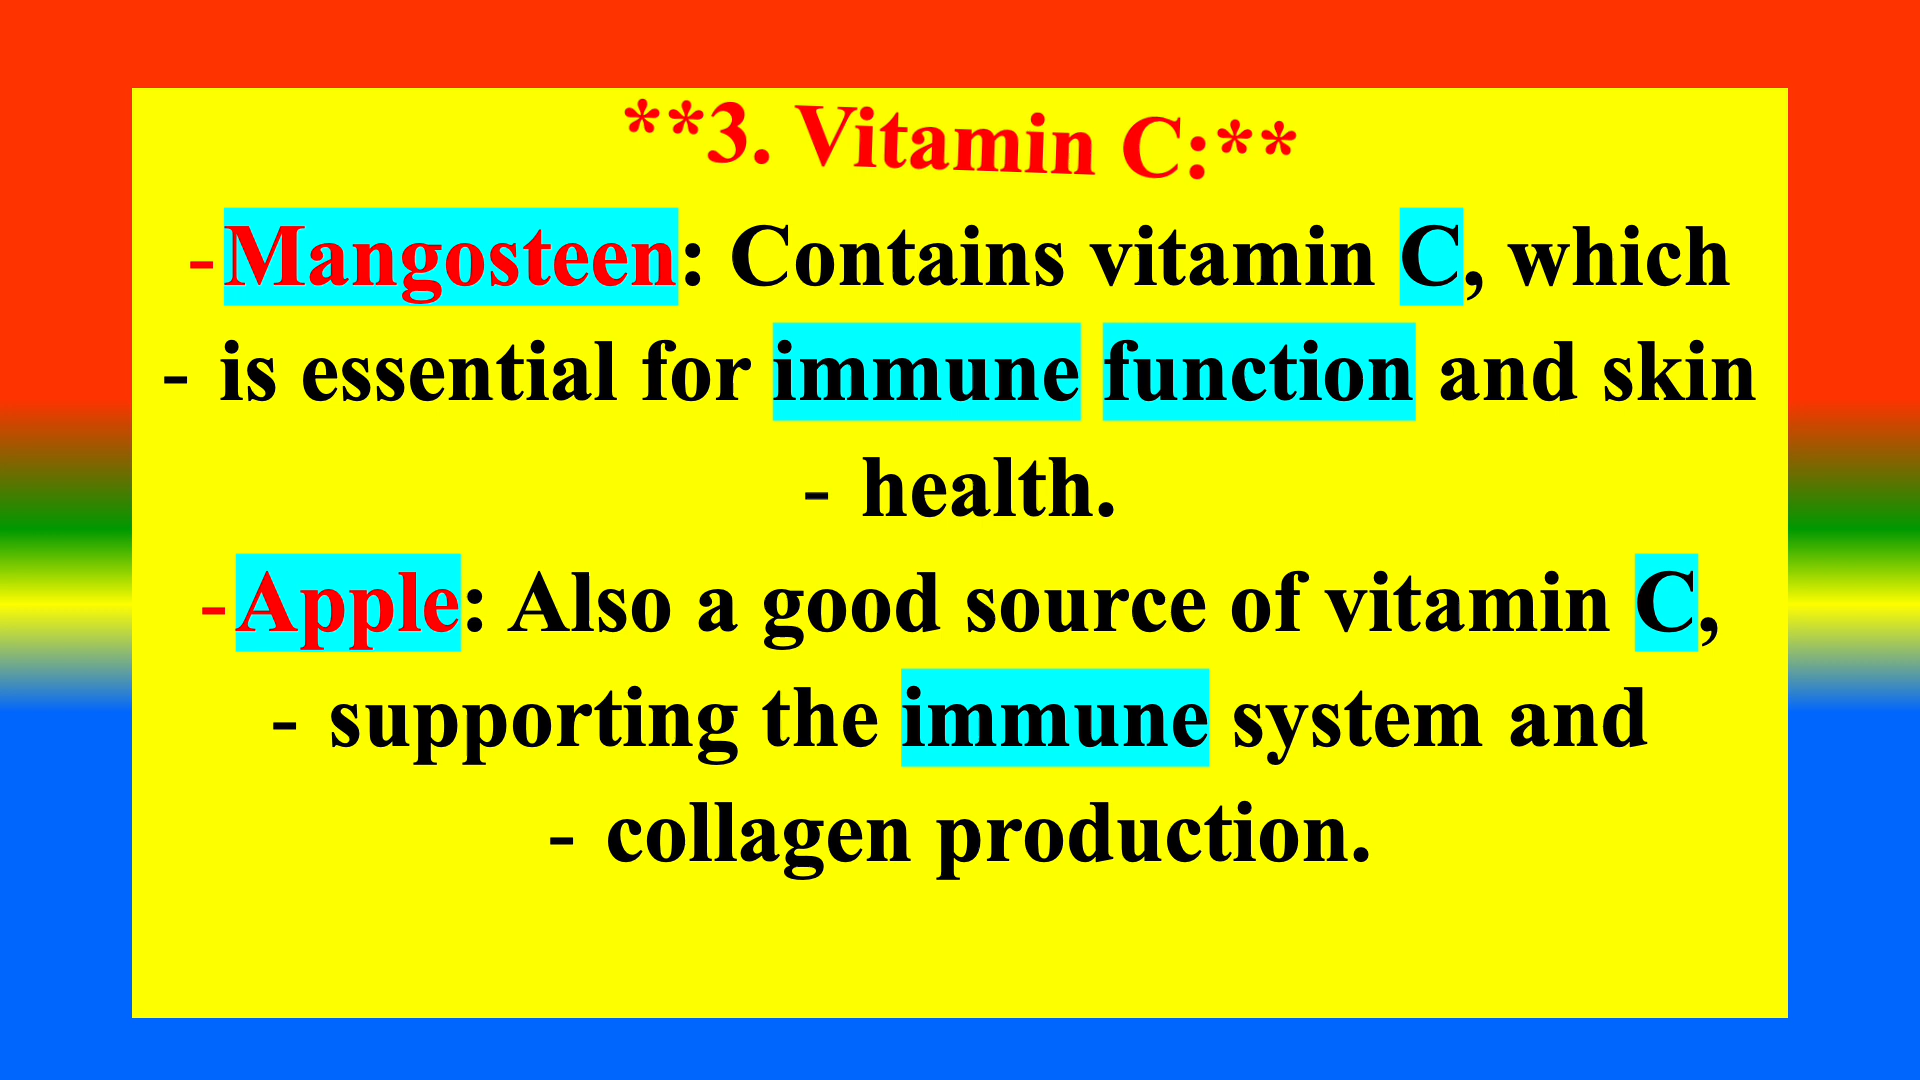 **3. Vitamin C:**
-Mangosteen: Contains vitamin C, which
- is essential for immune function and skin
- health.
-Apple: Also a good source of vitamin C,
- supporting the immune system and
- collagen production.